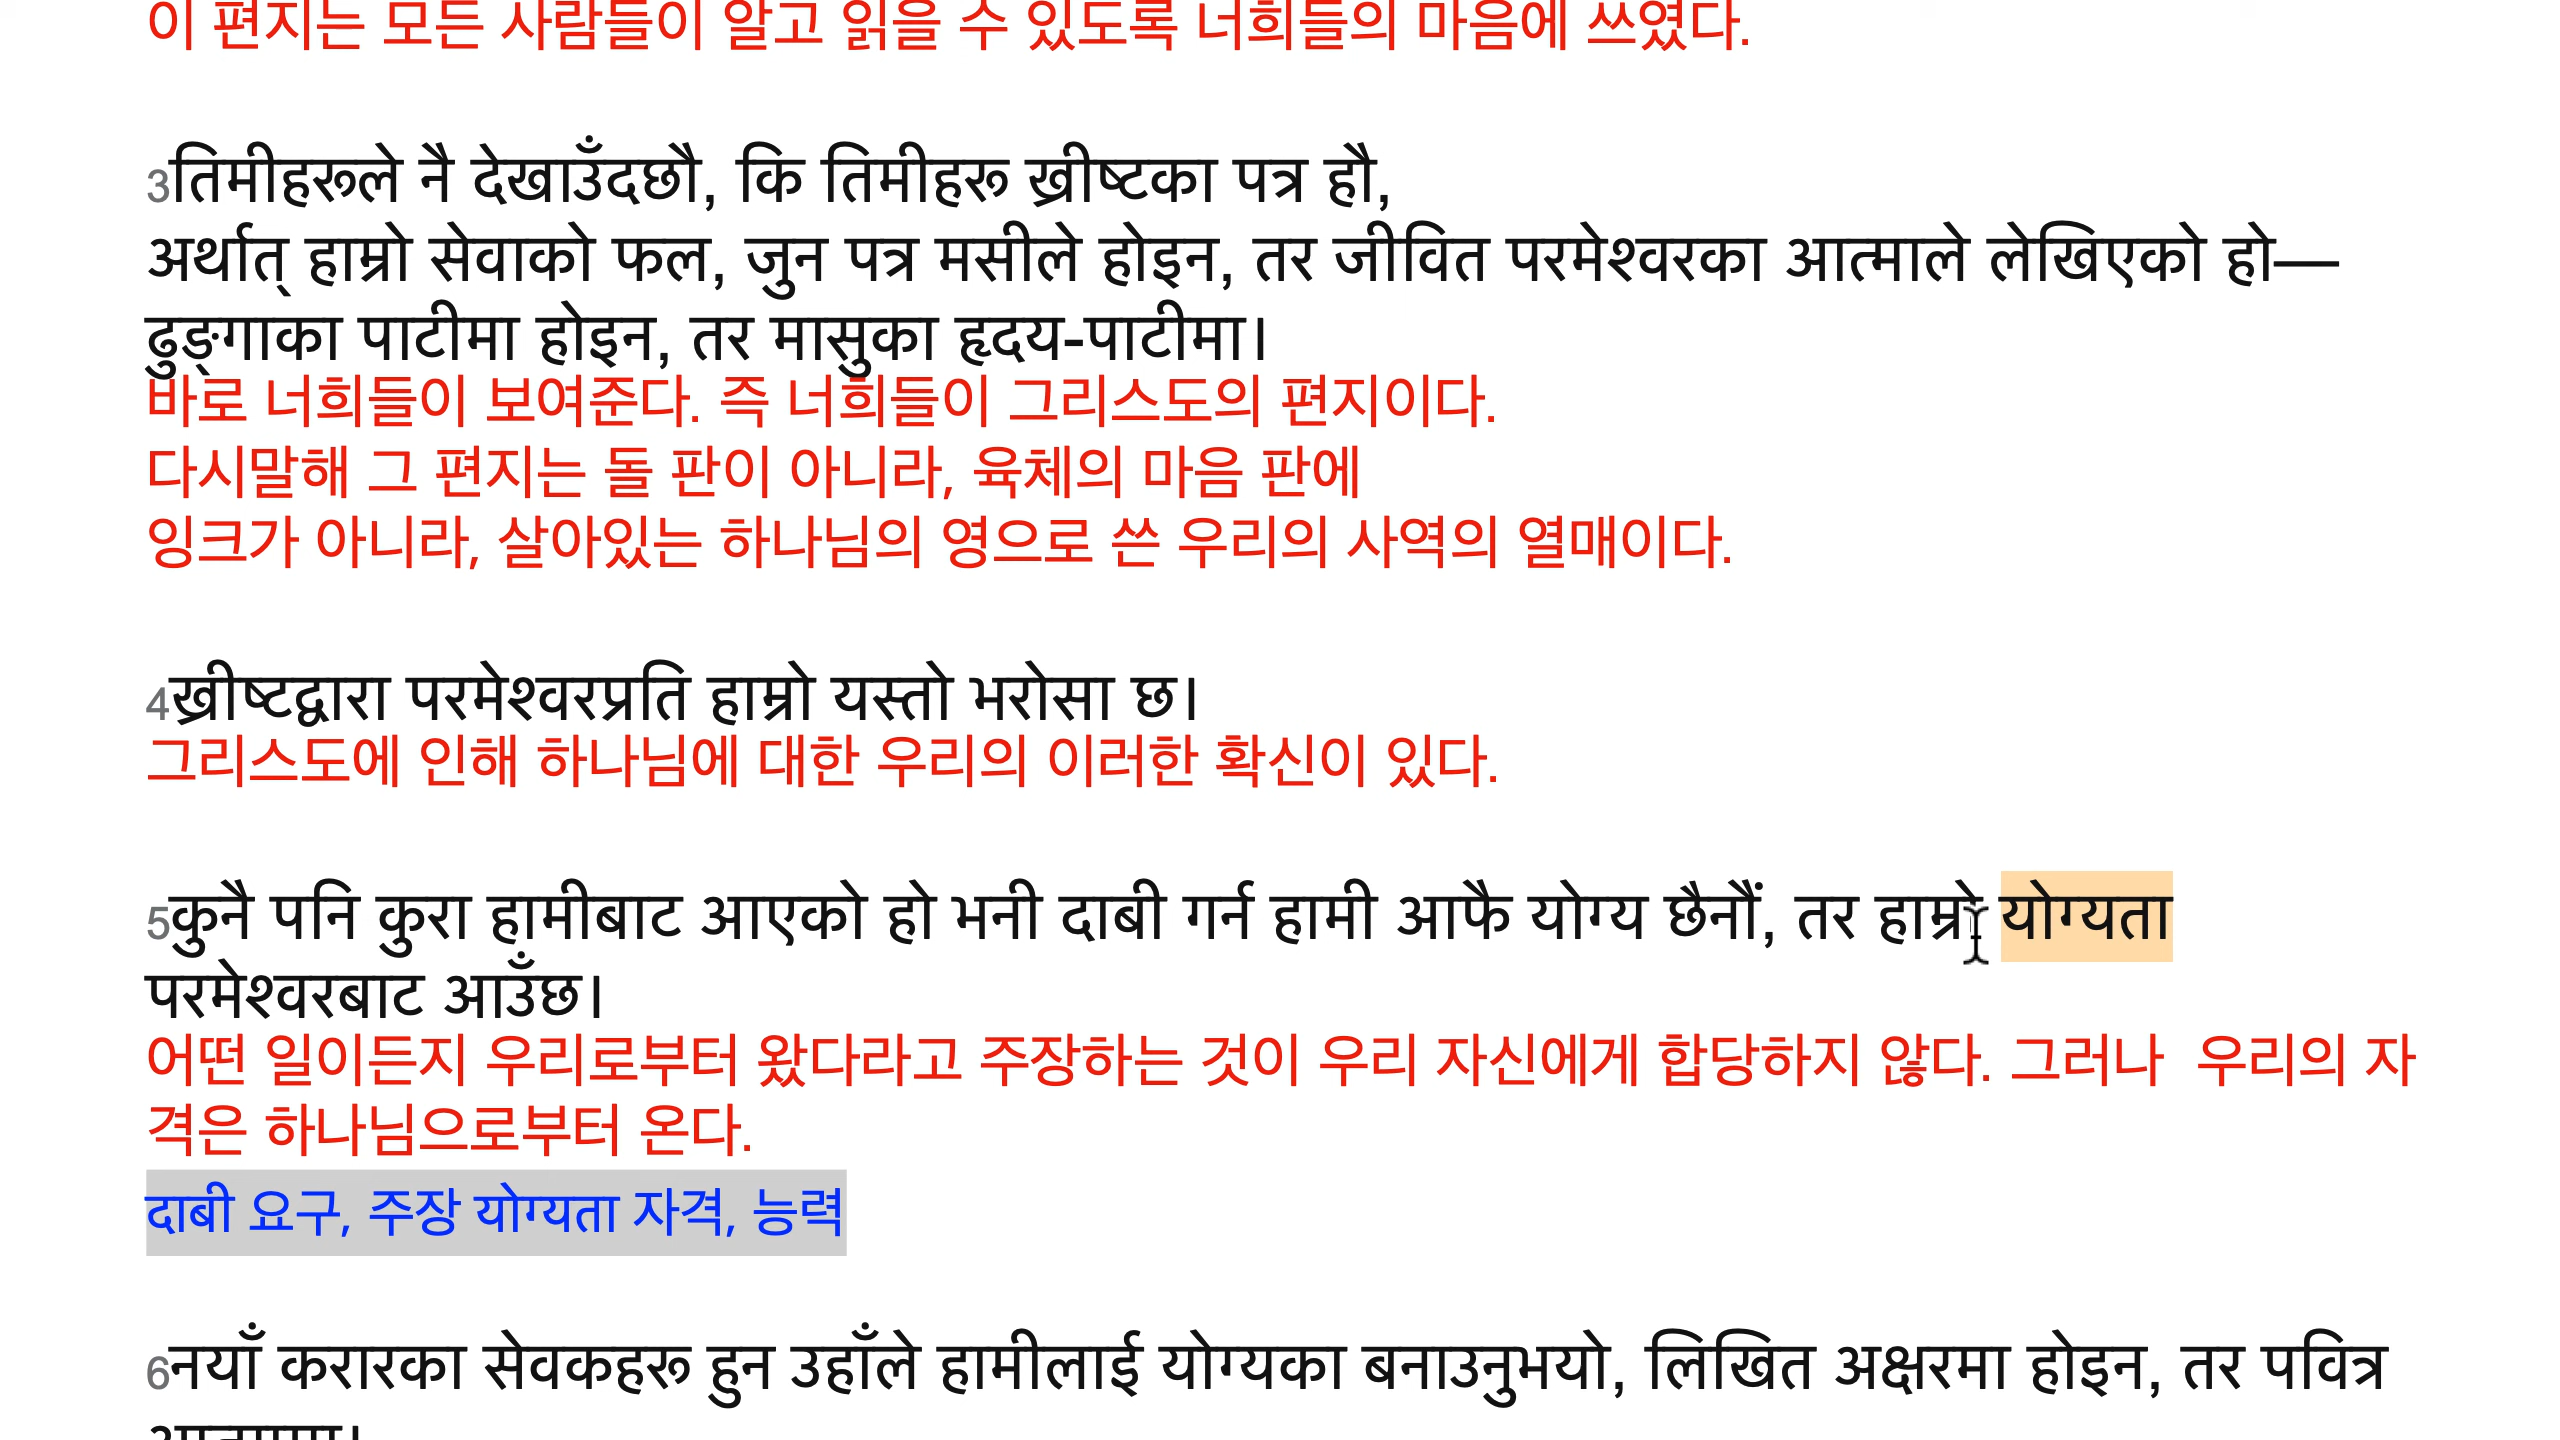 이 편지는 모든 사람들이 알고 읽을 수 있도록 너희들의 마음에 쓰였다.
3तिमीहरूले नै देखाउँदछौ, कि तिमीहरू ख्रीष्टका पत्र हौ,
अर्थात् हाम्रो सेवाको फल, जुन पत्र मसीले होइन, तर जीवित परमेश्वरका आत्माले लेखिएको हो—
ढुङ्गाका पाटीमा होइन, तर मासुका हृदय-पाटीमा।
바로 너희들이 보여준다. 즉 너희들이 그리스도의 편지이다.
다시말해 그 편지는 돌 판이 아니라, 육체의 마음 판에
잉크가 아니라, 살아있는 하나님의 영으로 쓴 우리의 사역의 열매이다.
4ख्रीष्टद्वारा परमेश्वरप्रति हाम्रो यस्तो भरोसा छ।
그리스도에 인해 하나님에 대한 우리의 이러한 확신이 있다.
5कुनै पनि कुरा हामीबाट आएको हो भनी दाबी गर्न हामी आफै योग्य छैनौं, तर हाम्रो योग्यता
परमेश्वरबाट आउँछ।
어떤 일이든지 우리로부터 왔다라고 주장하는 것이 우리 자신에게 합당하지 않다. 그러나  우리의 자
격은 하나님으로부터 온다.
दाबी 요구, 주장 योग्यता 자격, 능력
6नयाँ करारका सेवकहरू हुन उहाँले हामीलाई योग्यका बनाउनुभयो, लिखित अक्षरमा होइन, तर पवित्र